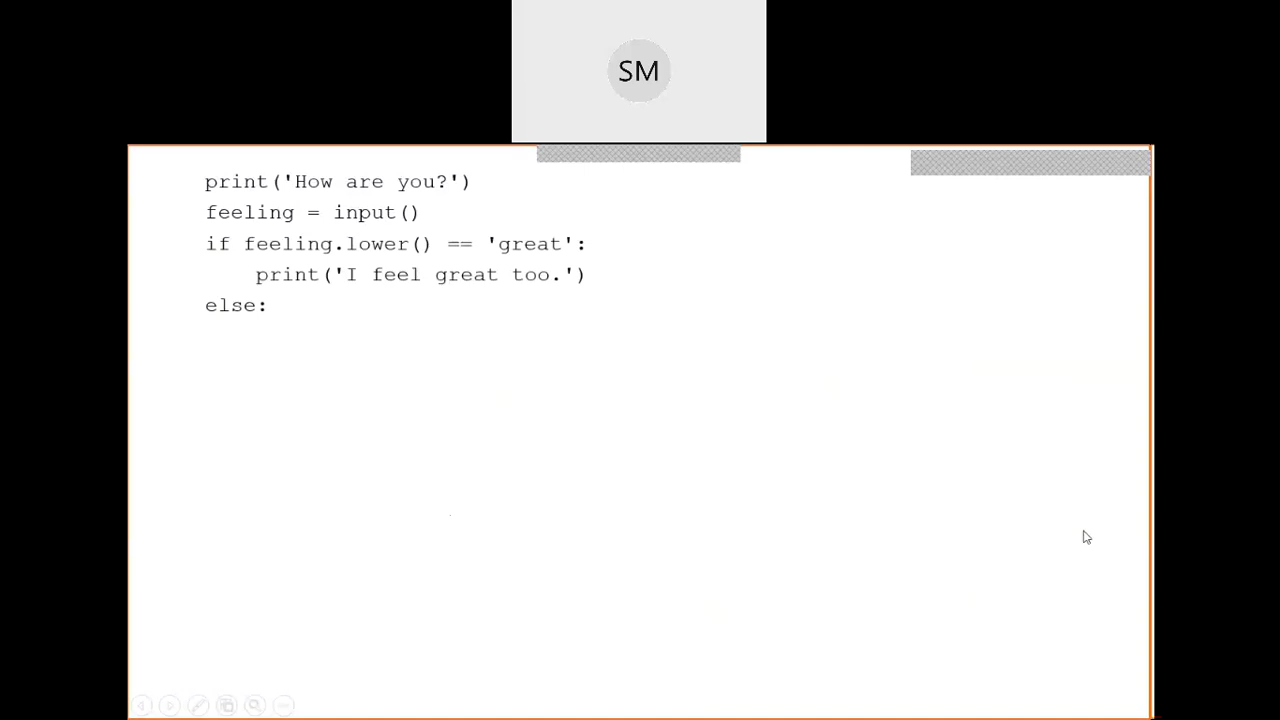 SM
print('How are you?')
feeling = input()
if feeling.lower() == 'great':
    print('I feel great too.')
else: